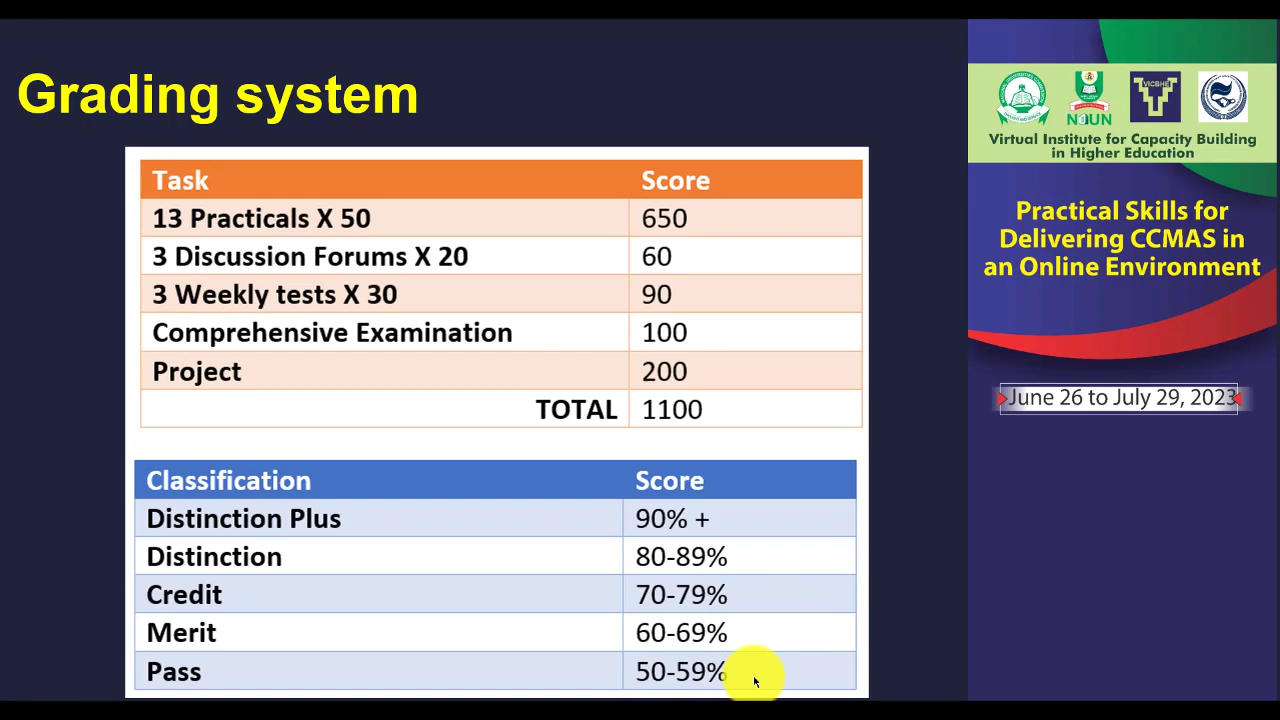 Grading system
Task Score
13 Practicals X 50 650
3 Discussion Forums X 20 60
3 Weekly tests X 30 90
Comprehensive Examination 100
Project 200
TOTAL 1100
Classification Score
Distinction Plus 90% +
Distinction 80-89%
Credit 70-79%
Merit 60-69%
Pass 50-59%
NOUN
VICBHE
Virtual Institute for Capacity Building
in Higher Education
Practical Skills for
Delivering CCMAS in
an Online Environment
June 26 to July 29, 2023